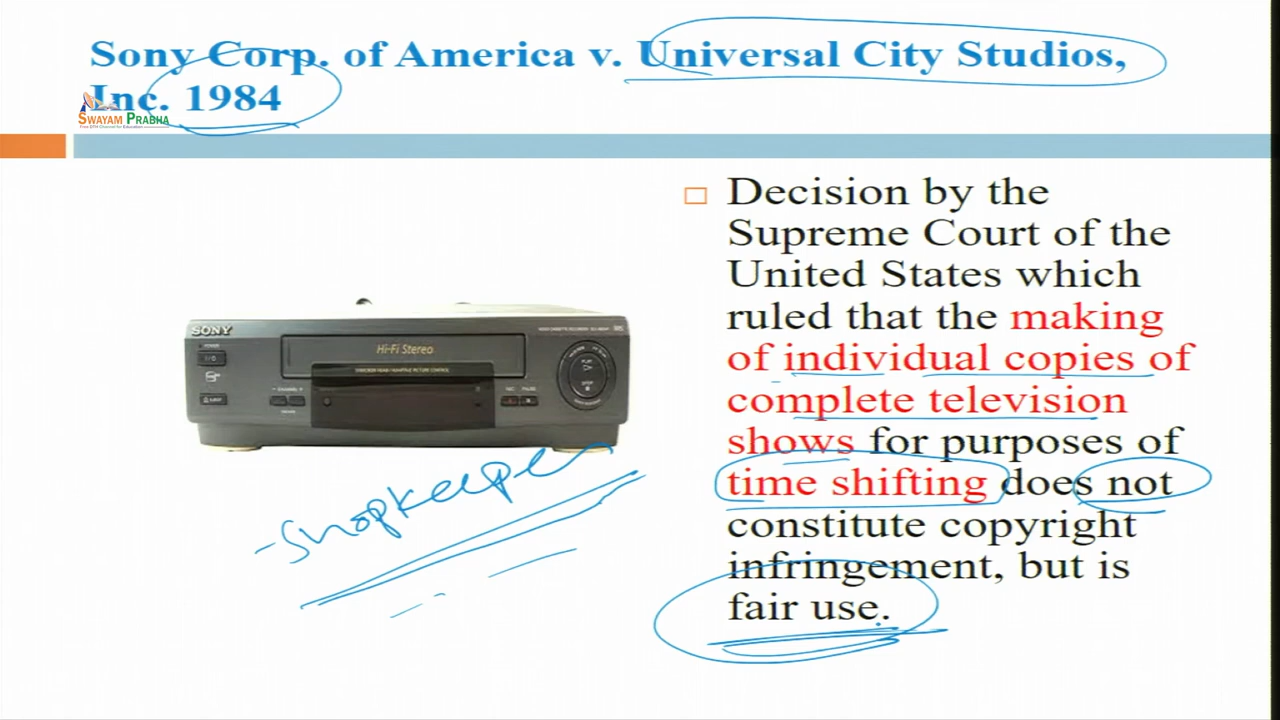 Sony Corp. of America v. Universal City Studios,
Inc. 1984
SWAYAM PRABHA
Decision by the
Supreme Court of the
United States which
ruled that the making
of individual copies of
complete television
shows for purposes of
time shifting does not
constitute copyright
infringement, but is
fair use.
SONY
Hi-Fi Stereo
- Shopkeeper